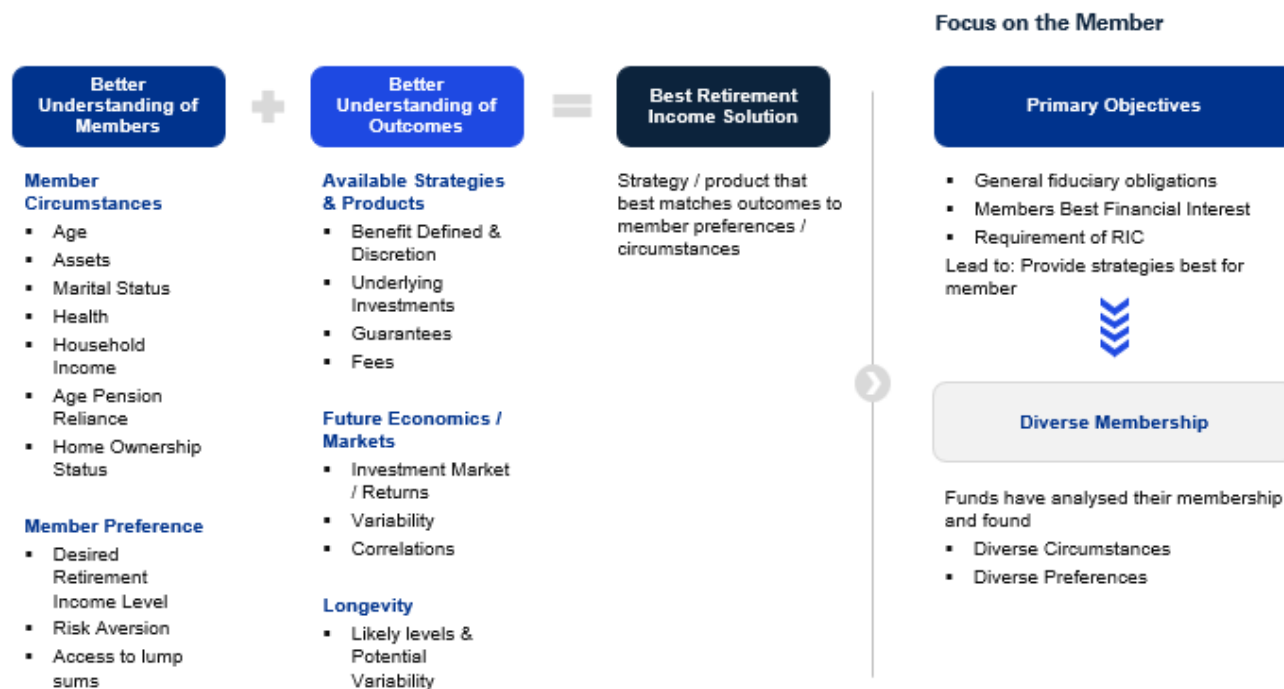 Focus on the Member
Better
Understanding of
Members
Better
Understanding of
Outcomes
Best Retirement
Income Solution
Primary Objectives
Member
Circumstances
▪ Age
▪ Assets
▪ Marital Status
▪ Health
▪ Household
Income
▪ Age Pension
Reliance
▪ Home Ownership
Status
Member Preference
▪ Desired
Retirement
Income Level
▪ Risk Aversion
▪ Access to lump
sums
Available Strategies
& Products
▪ Benefit Defined &
Discretion
▪ Underlying
Investments
▪ Guarantees
▪ Fees
Future Economics /
Markets
▪ Investment Market
/ Returns
▪ Variability
▪ Correlations
Longevity
▪ Likely levels &
Potential
Variability
Strategy / product that
best matches outcomes to
member preferences /
circumstances
▪ General fiduciary obligations
▪ Members Best Financial Interest
▪ Requirement of RIC
Lead to: Provide strategies best for
member
Diverse Membership
Funds have analysed their membership
and found
▪ Diverse Circumstances
▪ Diverse Preferences